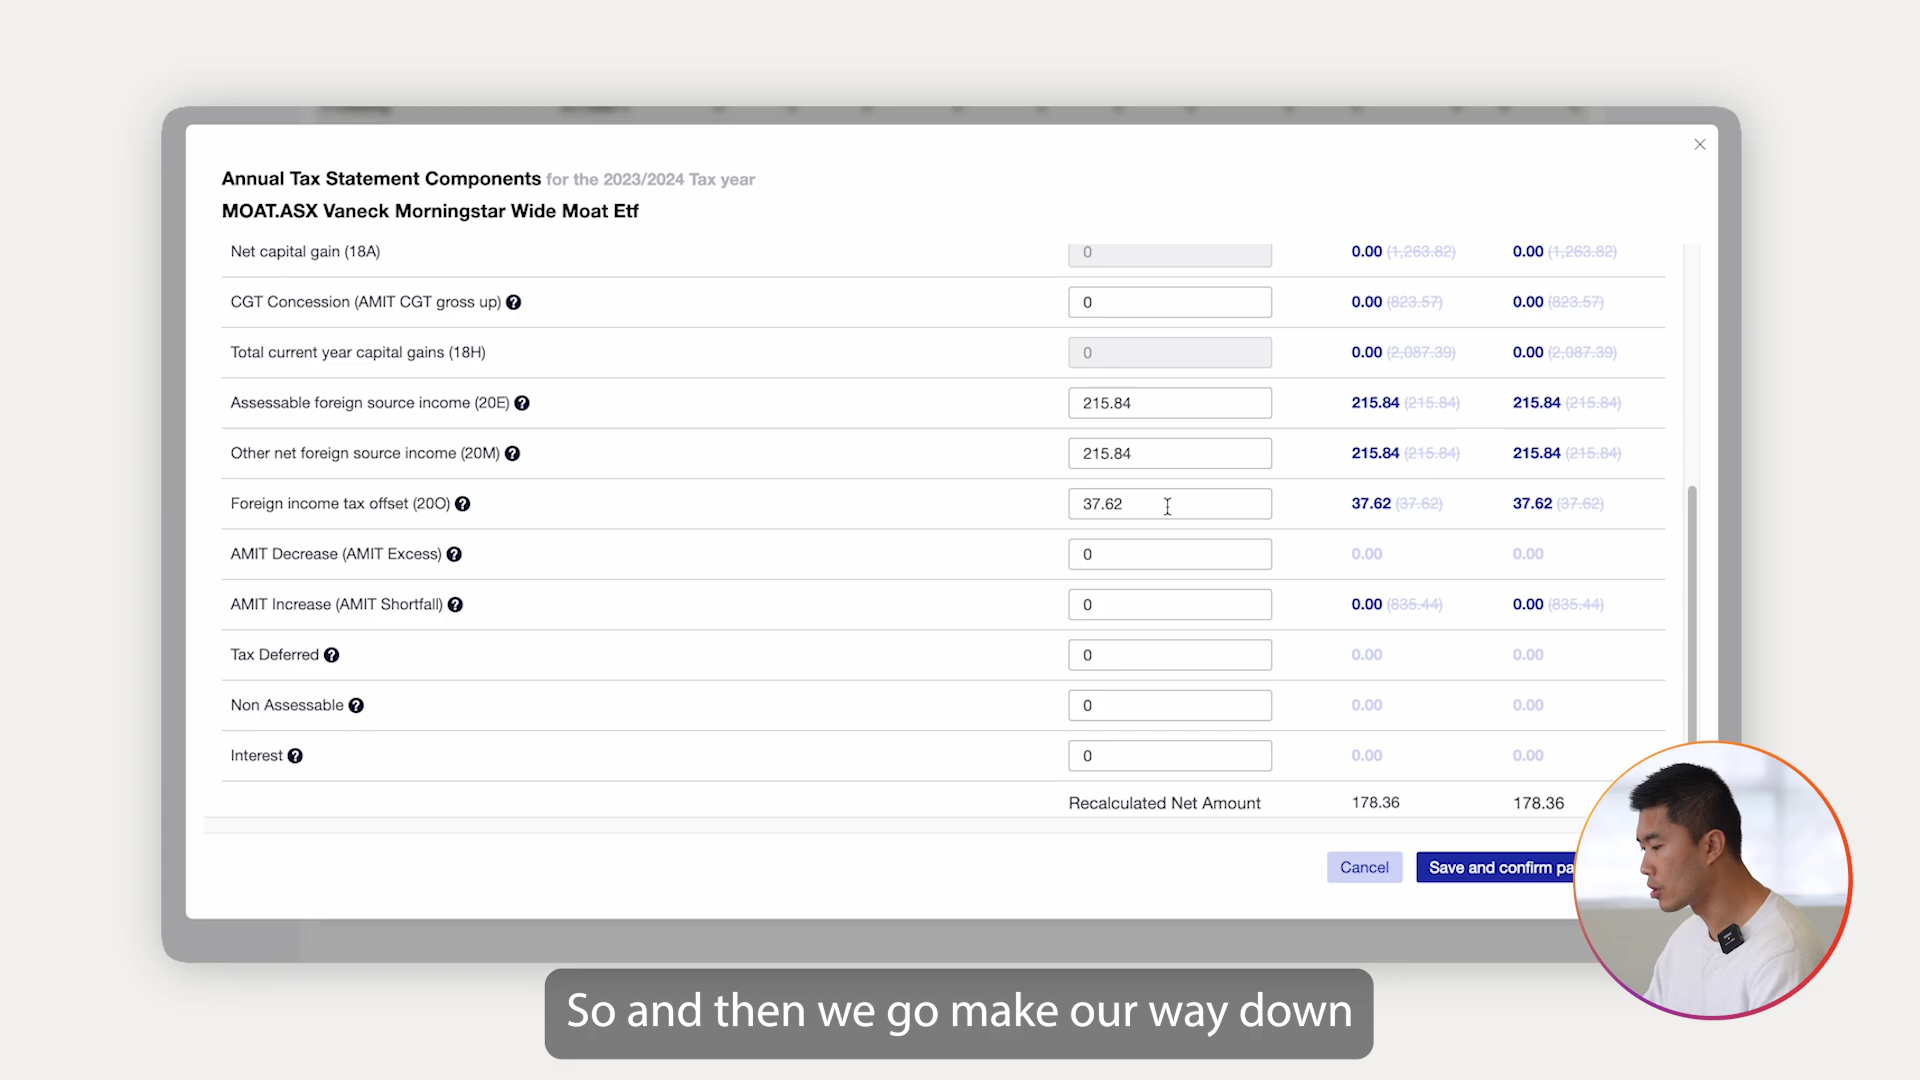 Annual Tax Statement Components for the 2023/2024 Tax year
MOAT.ASX Vaneck Morningstar Wide Moat Etf
Net capital gain (18A) 0 0.00 (1,263.82) 0.00 (1,263.82)
CGT Concession (AMIT CGT gross up) ? 0 0.00 (823.57) 0.00 (823.57)
Total current year capital gains (18H) 0 0.00 (2,087.39) 0.00 (2,087.39)
Assessable foreign source income (20E) ? 215.84 215.84 (215.84) 215.84 (215.84)
Other net foreign source income (20M) ? 215.84 215.84 (215.84) 215.84 (215.84)
Foreign income tax offset (20O) ? 37.62 37.62 (37.62) 37.62 (37.62)
AMIT Decrease (AMIT Excess) ? 0 0.00 0.00
AMIT Increase (AMIT Shortfall) ? 0 0.00 (835.44) 0.00 (835.44)
Tax Deferred ? 0 0.00 0.00
Non Assessable ? 0 0.00 0.00
Interest ? 0 0.00 0.00
Recalculated Net Amount 178.36 178.36
Cancel Save and confirm pa
So and then we go make our way down